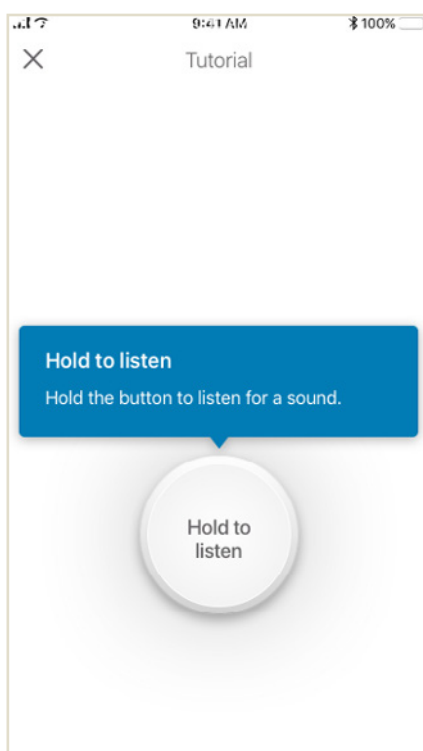 9:41 AM
100%
Tutorial
Hold to listen
Hold the button to listen for a sound.
Hold to
listen